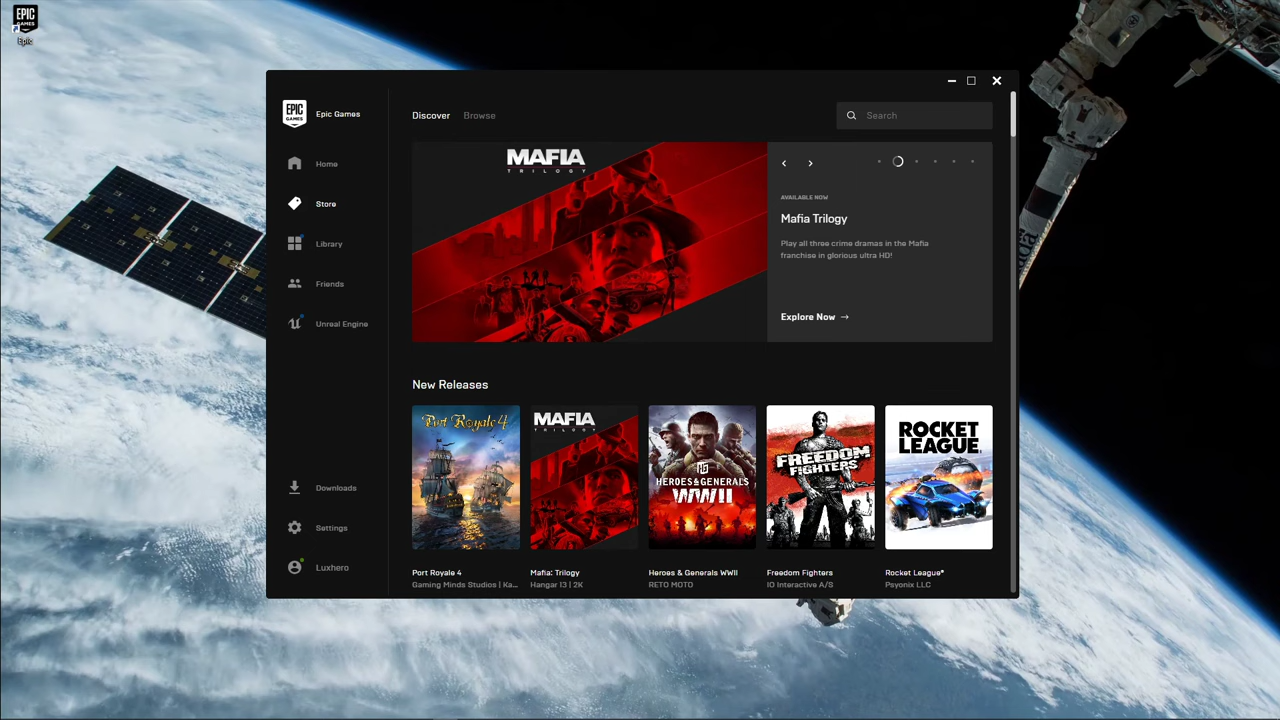 EPIC
GAMES
Epic
EPIC
GAMES
Epic Games
Home
Store
Library
Friends
Unreal Engine
Downloads
Settings
Luxhero
Discover
Browse
Search
MAFIA
TRILOGY
AVAILABLE NOW
Mafia Trilogy
Play all three crime dramas in the Mafia
franchise in glorious ultra HD!
Explore Now →
New Releases
Port Royale 4
MAFIA
TRILOGY
HEROES & GENERALS
WWII
FREEDOM
FIGHTERS
ROCKET
LEAGUE
Port Royale 4
Gaming Minds Studios | Ka...
Mafia: Trilogy
Hangar 13 | 2K
Heroes & Generals WWII
RETO MOTO
Freedom Fighters
IO Interactive A/S
Rocket League®
Psyonix LLC